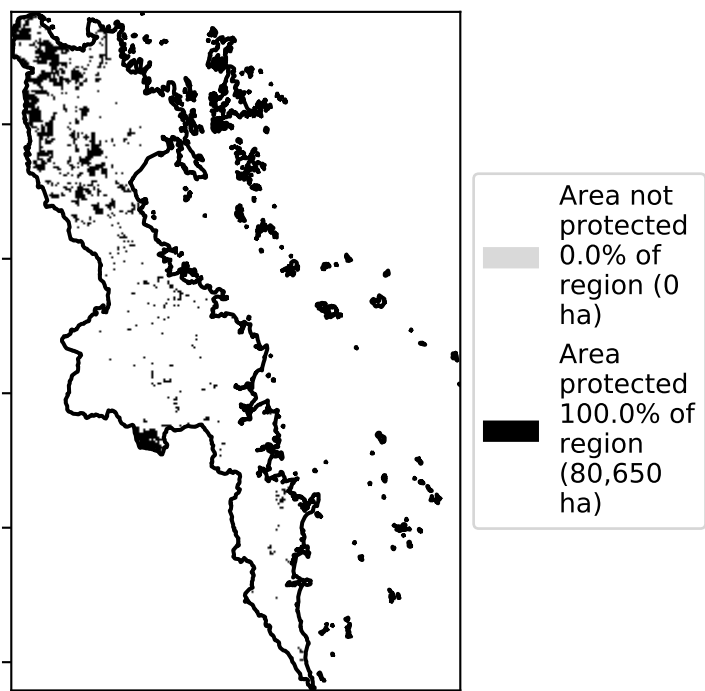 Area not
protected
0.0% of
region (0
ha)
Area
protected
100.0% of
region
(80,650
ha)